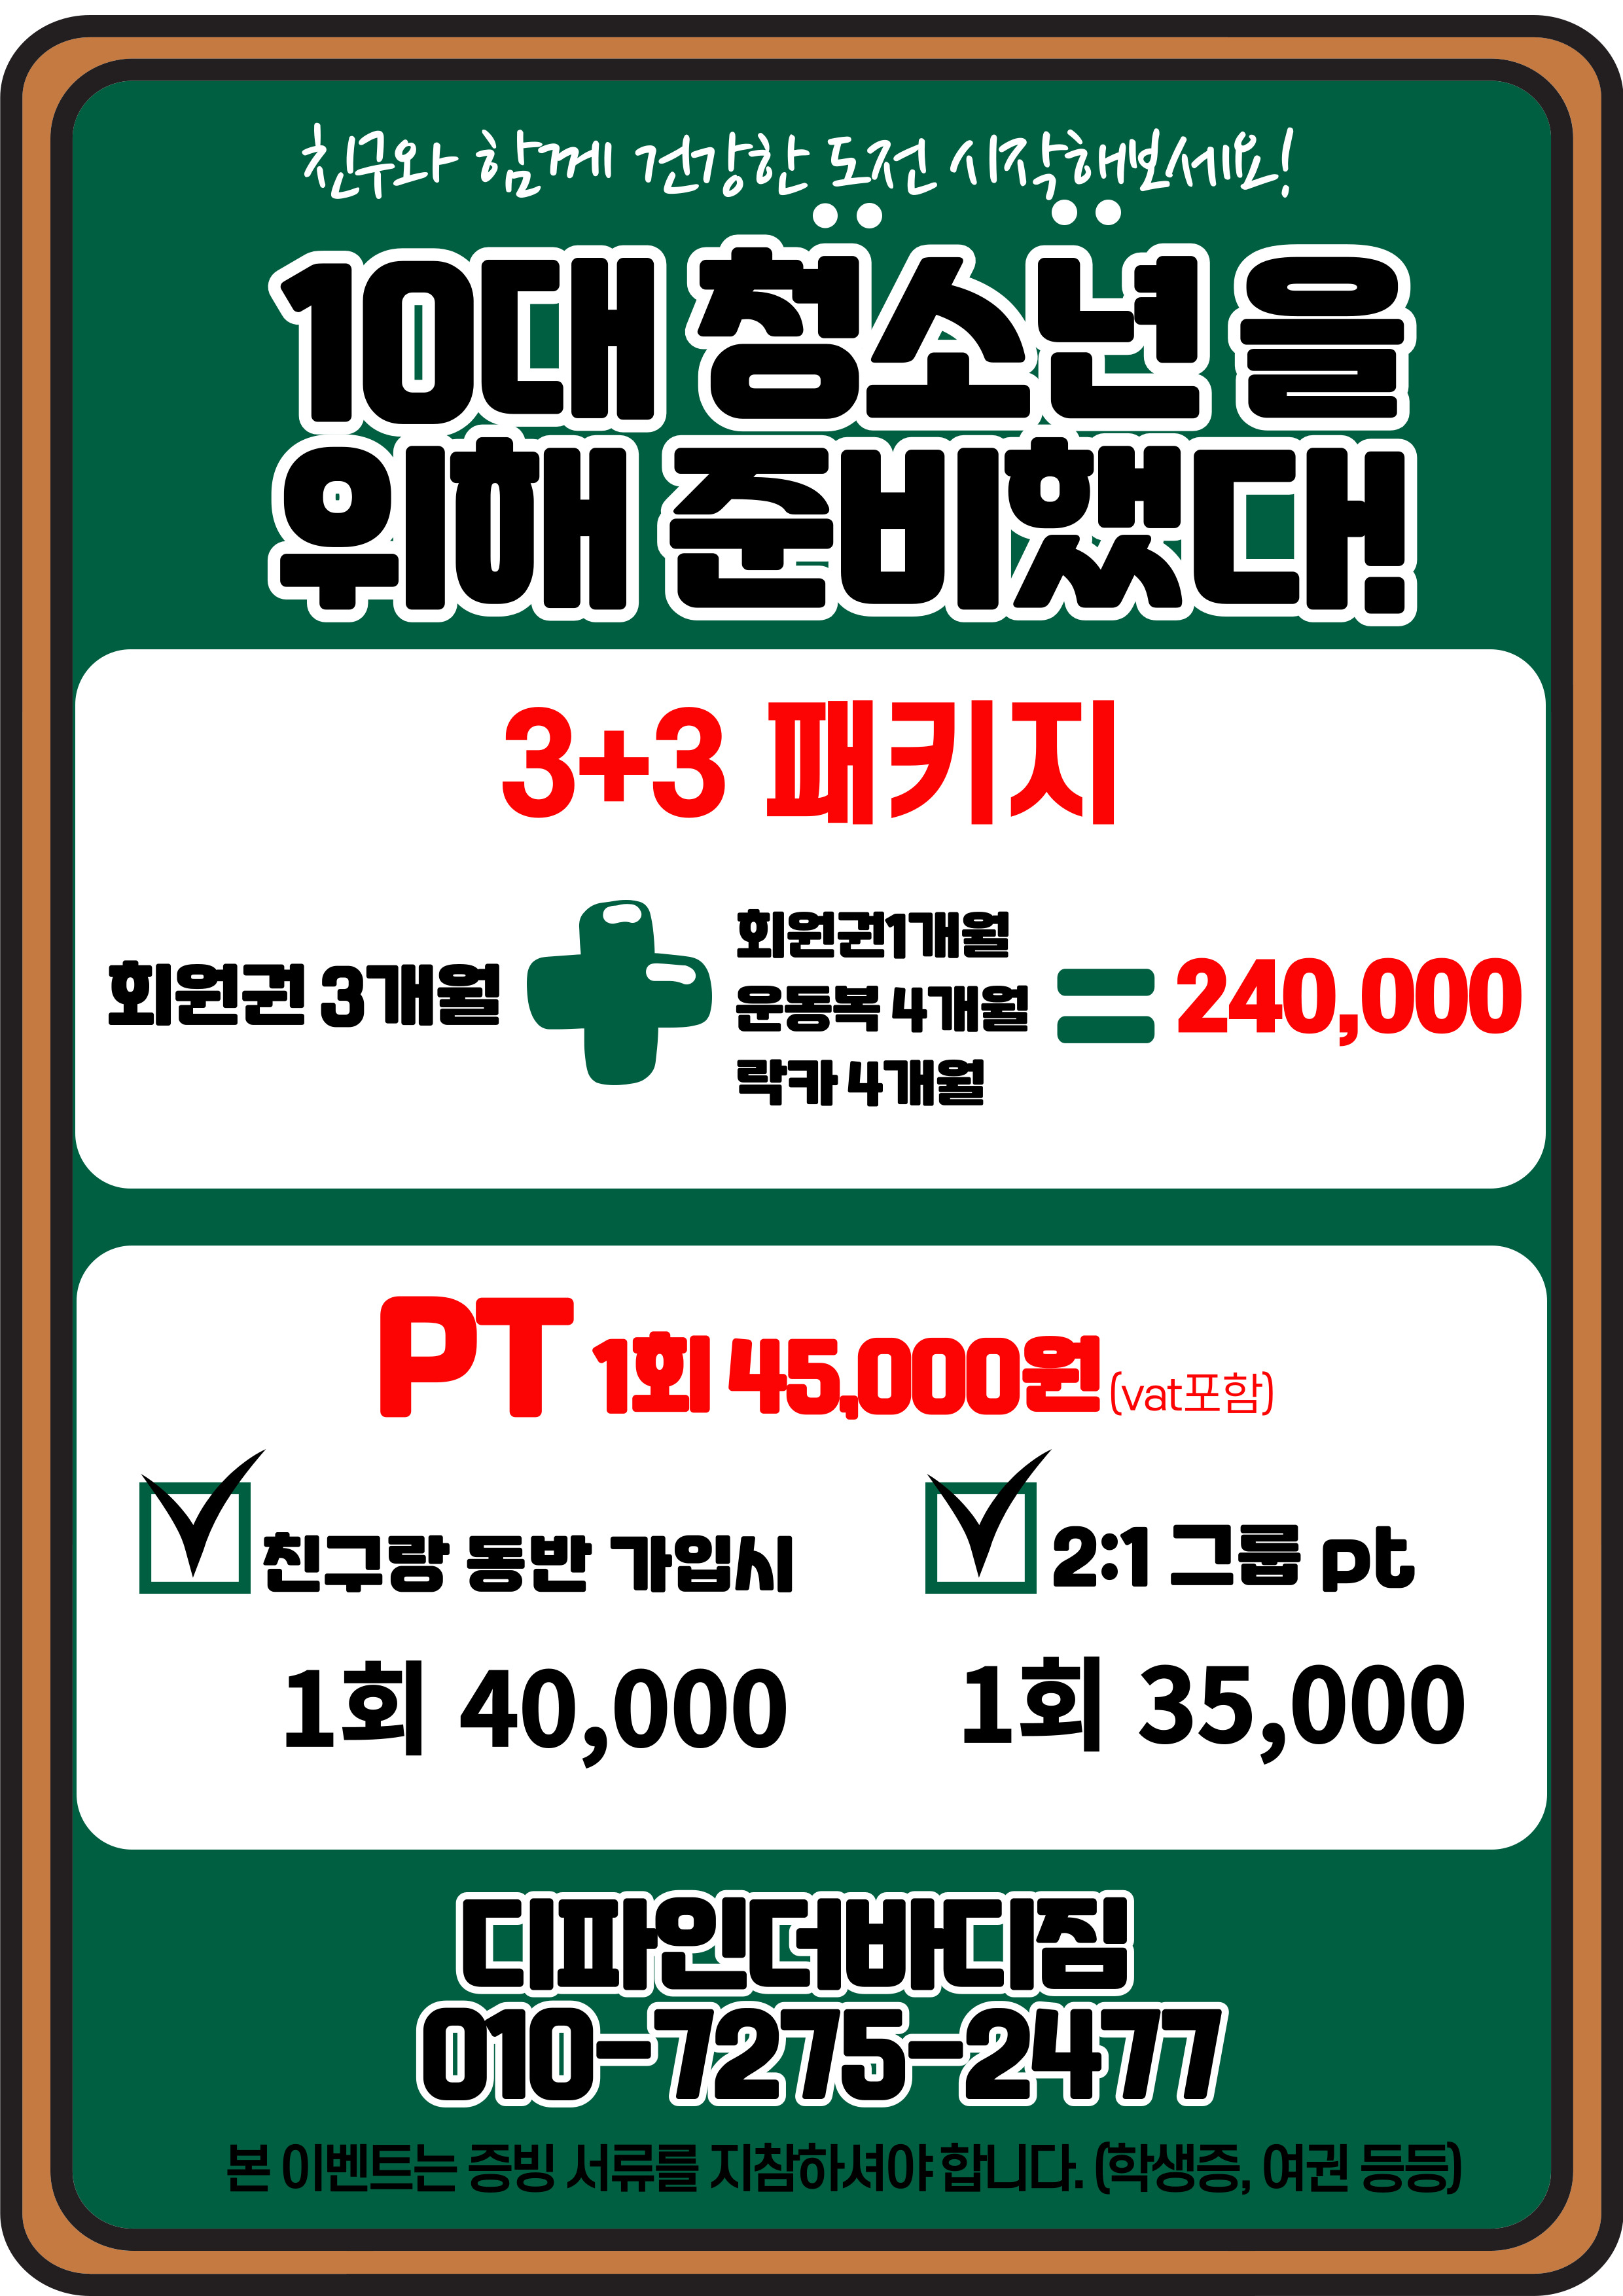 친구와 함께 건강한 도전 시작해보세요!
10대 청소년 을
위해 준비했다!
3+3 패키지
회원권 3개월
회원권1개월
운동복 4개월
락카 4개월
240,000
PT 1회 45,000원 (vat포함)
친구랑 동반 가입시
1회 40,000
2:1 그룹 pt
1회 35,000
디파인더바디짐
010-7275-2477
본 이벤트는 증빙 서류를 지참하셔야 합니다. (학생증, 여권 등등)